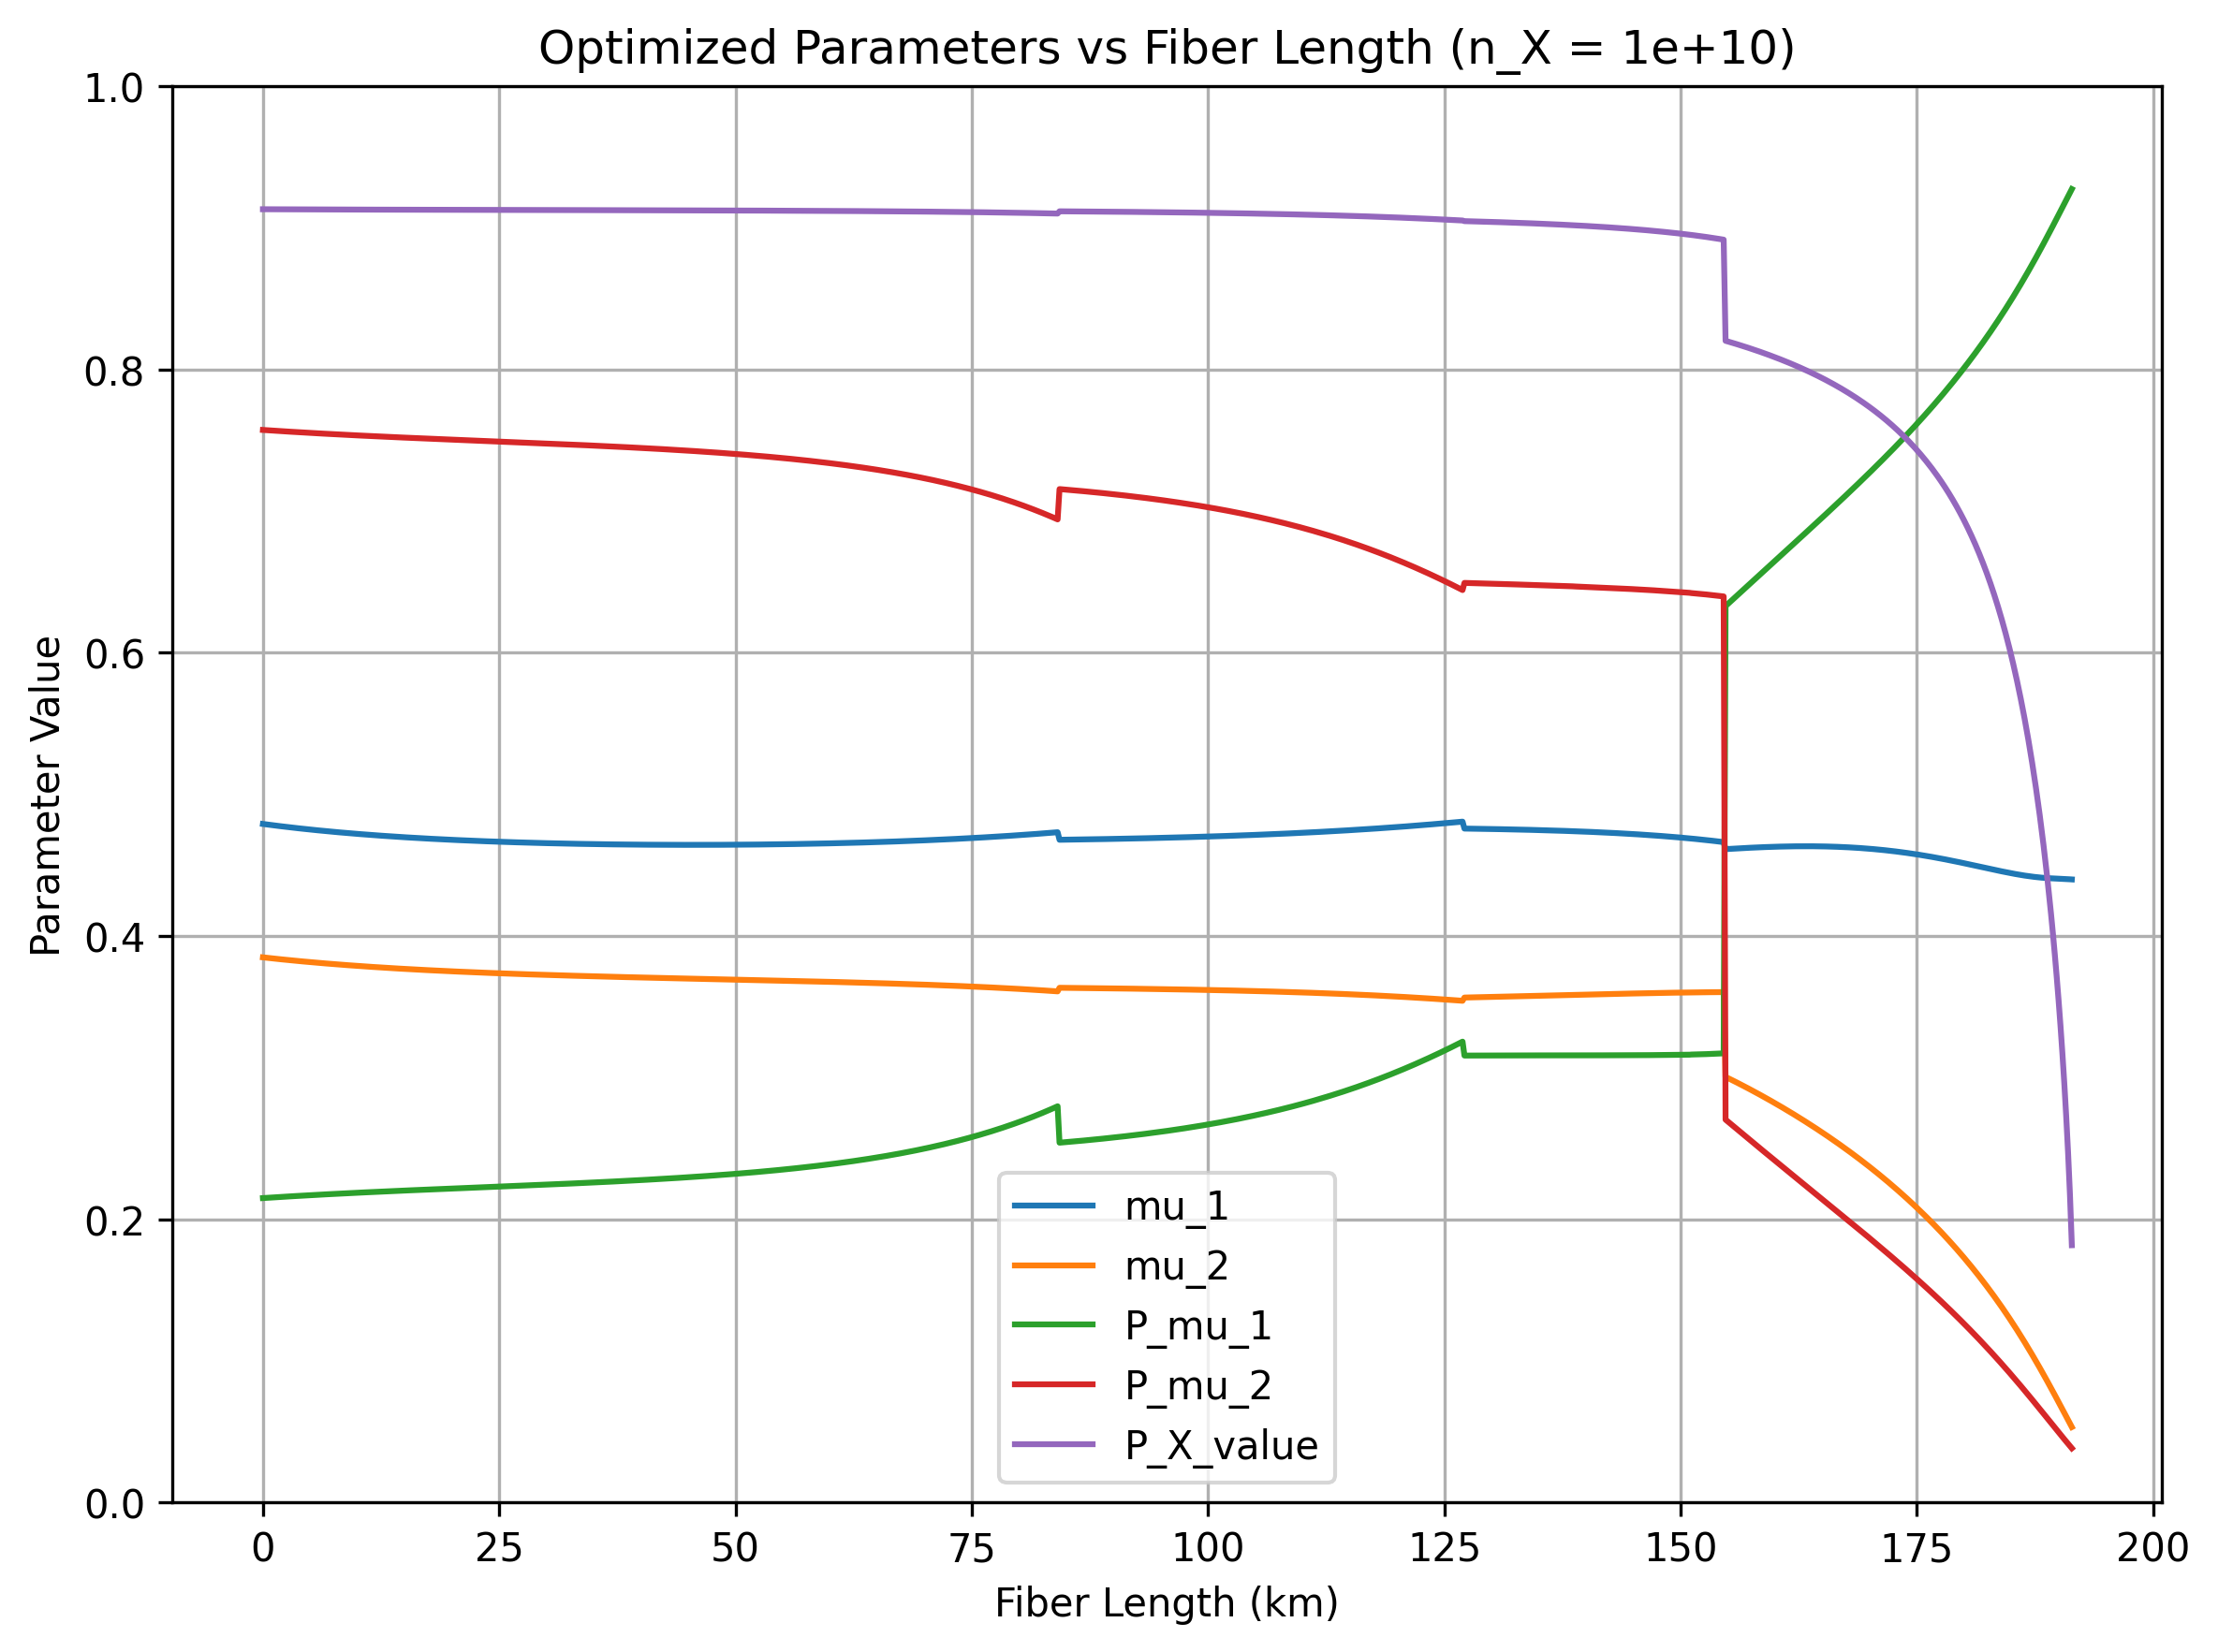 Optimized Parameters vs Fiber Length (n_X = 1e+10)
Parameter Value
1.0
0.8
0.6
0.4
0.2
0.0
mu_1
mu_2
P_mu_1
P_mu_2
P_X_value
0 25 50 75 100 125 150 175 200
Fiber Length (km)